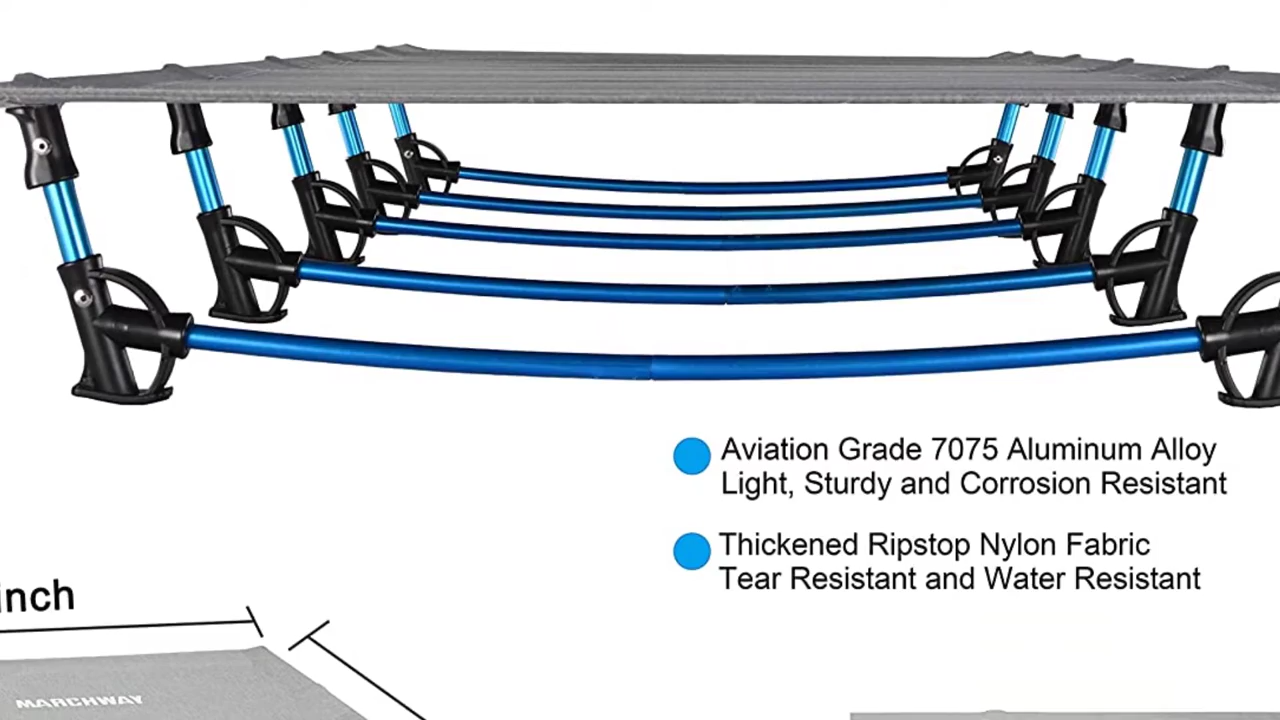 Aviation Grade 7075 Aluminum Alloy
Light, Sturdy and Corrosion Resistant
Thickened Ripstop Nylon Fabric
Tear Resistant and Water Resistant
inch
MARCHWAY